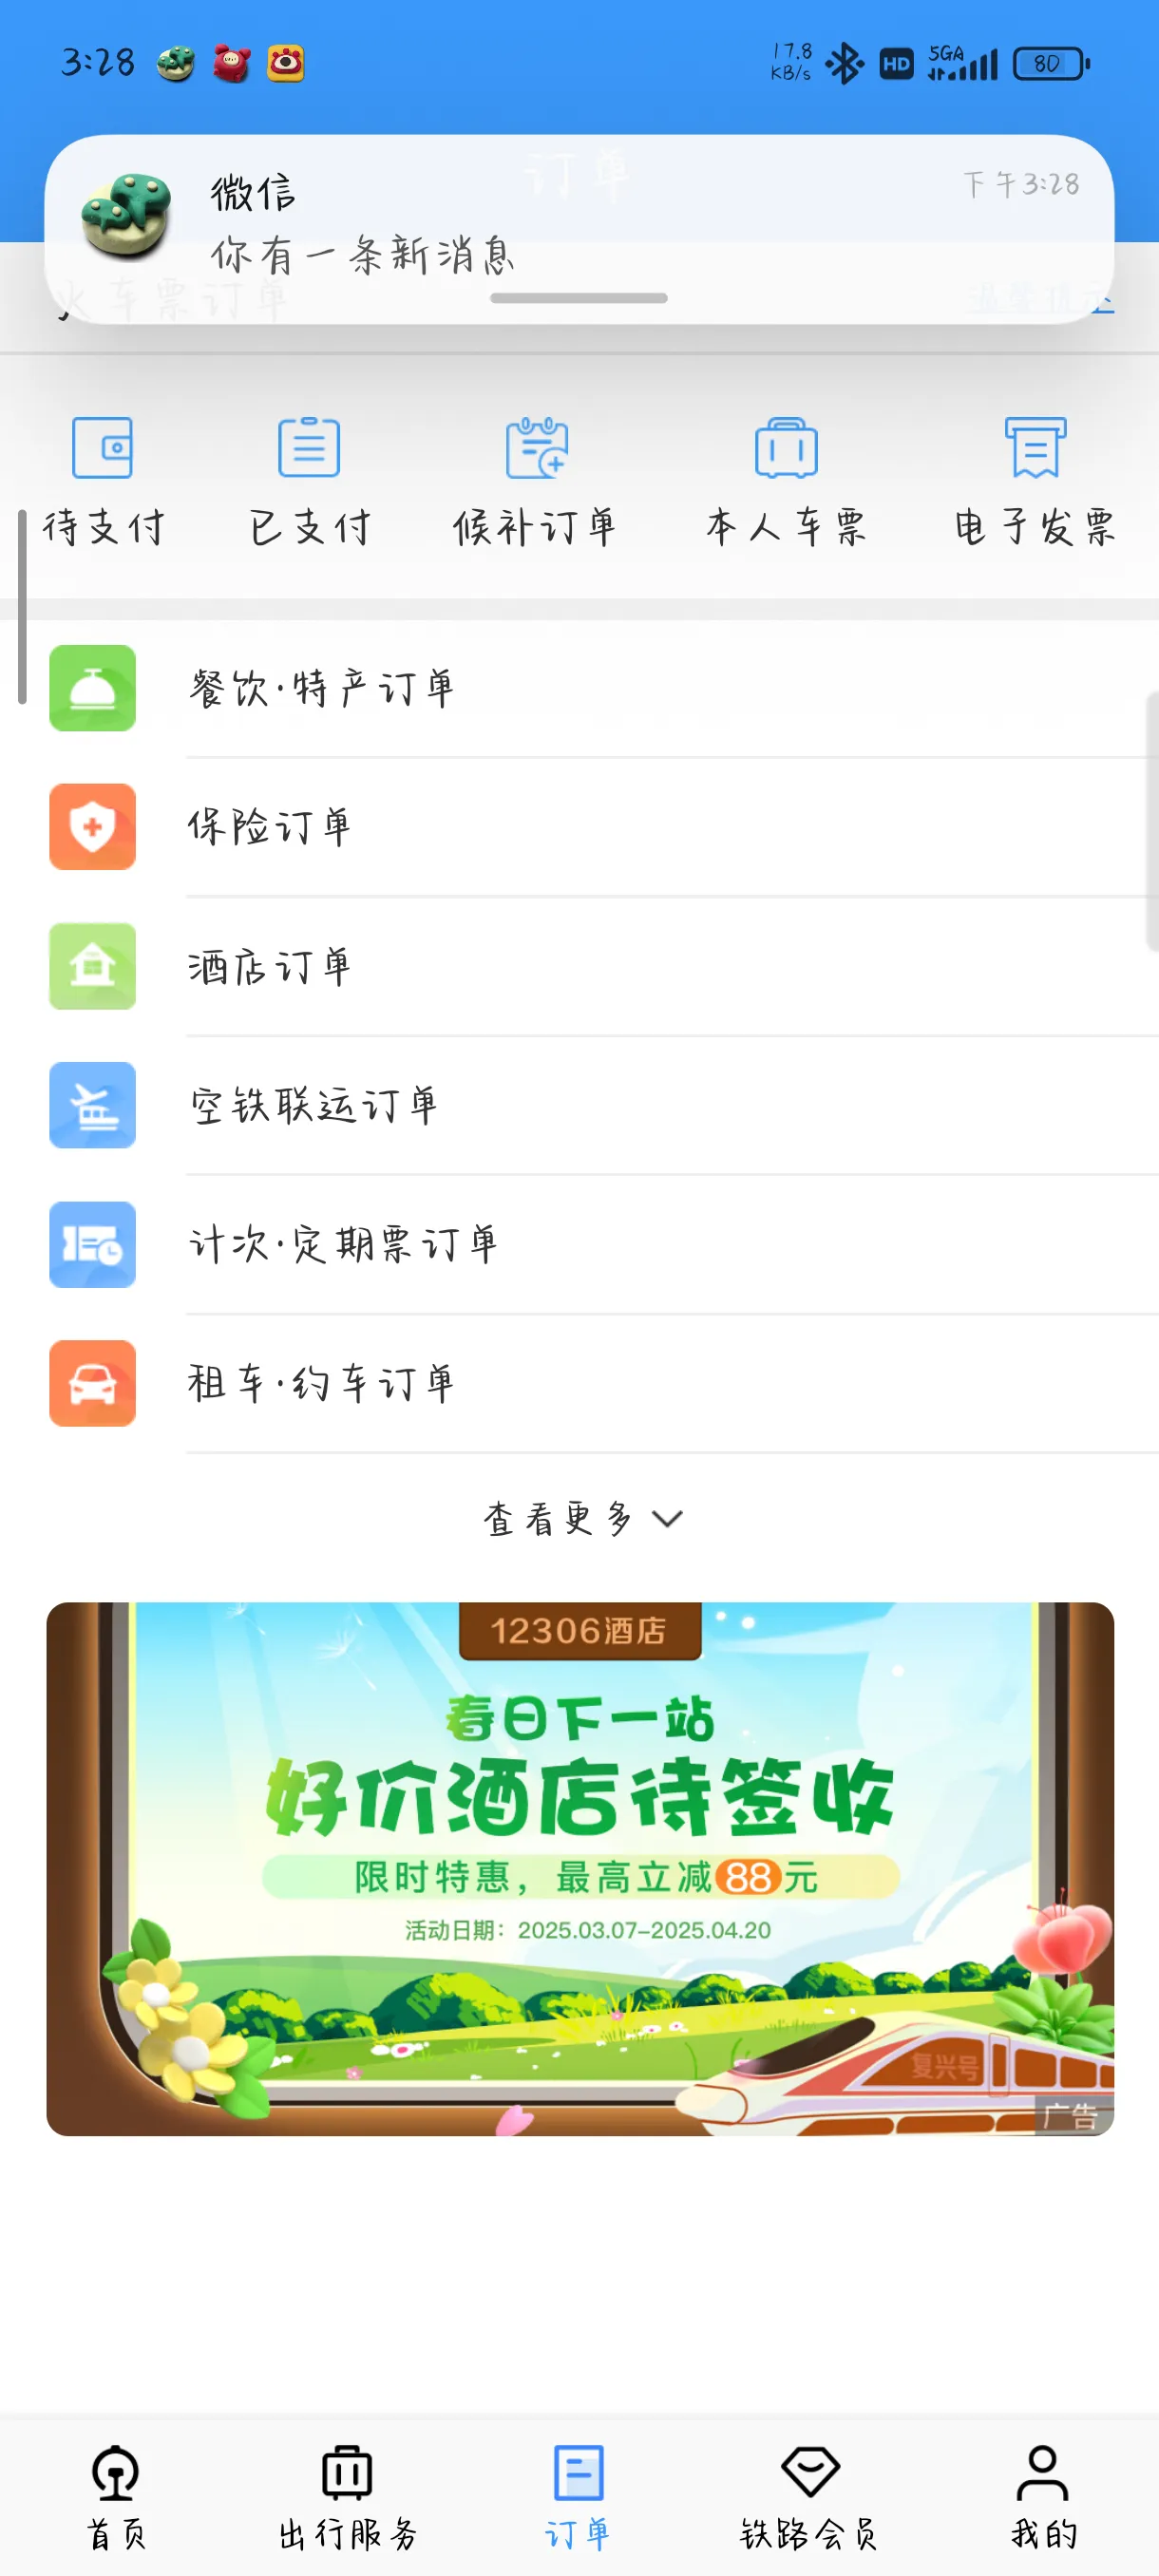 3:28
17.8
KB/s
HD
5GA
80
订单
微信
下午3:28
你有一条新消息
火车票订单
温馨提示
待支付
已支付
候补订单
本人车票
电子发票
餐饮·特产订单
保险订单
酒店订单
空铁联运订单
计次·定期票订单
租车·约车订单
查看更多
12306酒店
春日下一站
好价酒店待签收
限时特惠，最高立减88元
活动日期：2025.03.07-2025.04.20
复兴号
广告
首页
出行服务
订单
铁路会员
我的